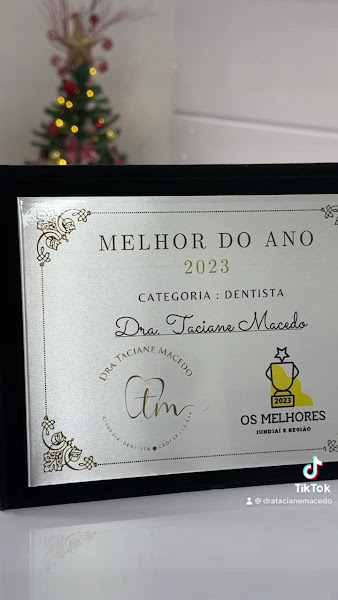 MELHOR DO ANO
2023
CATEGORIA : DENTISTA
Dra. Taciane Macedo
DRA TACIANE MACEDO
tm
2023
OS MELHORES
JUNDIAÍ E REGIÃO
TikTok
@dratacianemacedo